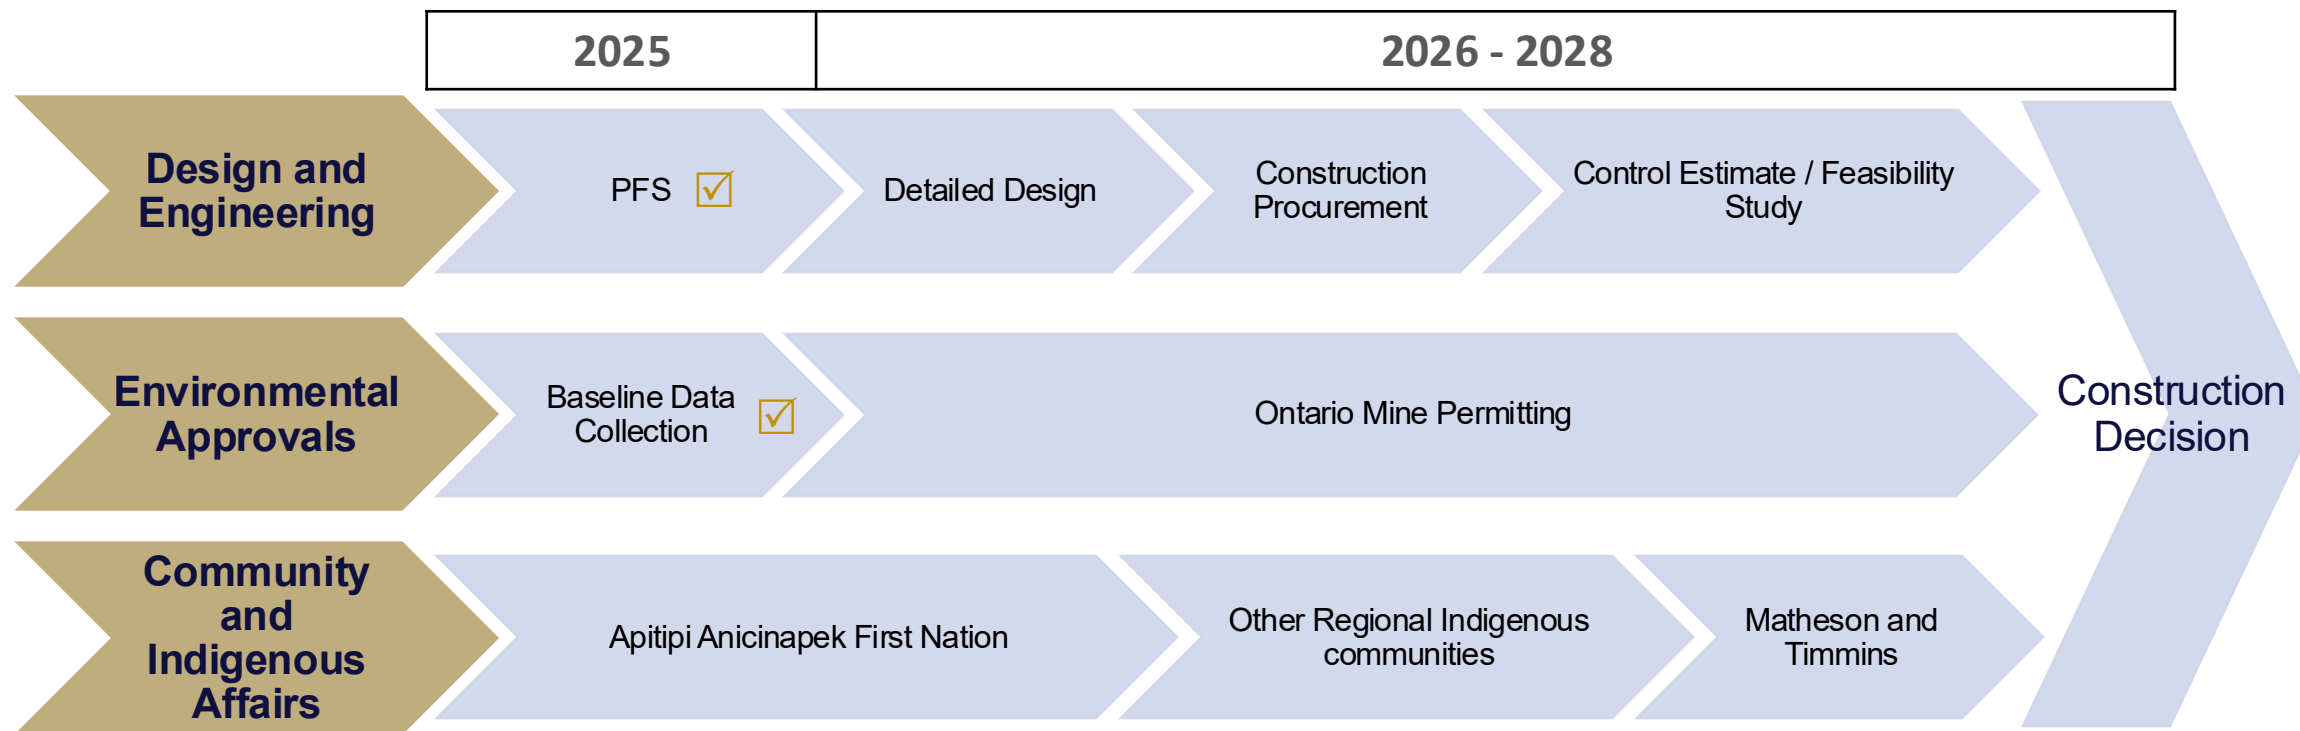 2025
2026 - 2028
Design and
Engineering
PFS ☑
Detailed Design
Construction
Procurement
Control Estimate / Feasibility
Study
Environmental
Approvals
Baseline Data
Collection ☑
Ontario Mine Permitting
Construction
Decision
Community
and
Indigenous
Affairs
Apitipi Anicinapek First Nation
Other Regional Indigenous
communities
Matheson and
Timmins